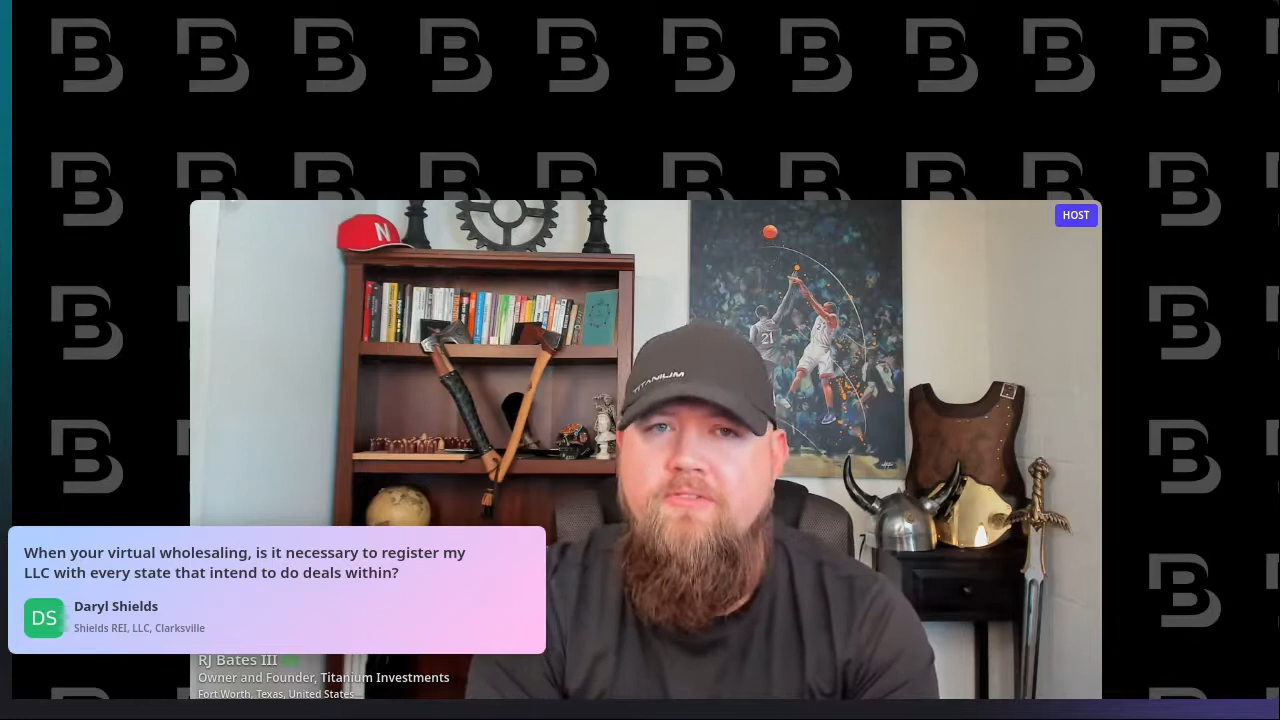 HOST
N
21
TITANIUM
When your virtual wholesaling, is it necessary to register my
LLC with every state that intend to do deals within?
DS
Daryl Shields
Shields REI, LLC, Clarksville
RJ Bates III
Owner and Founder, Titanium Investments
Fort Worth, Texas, United States